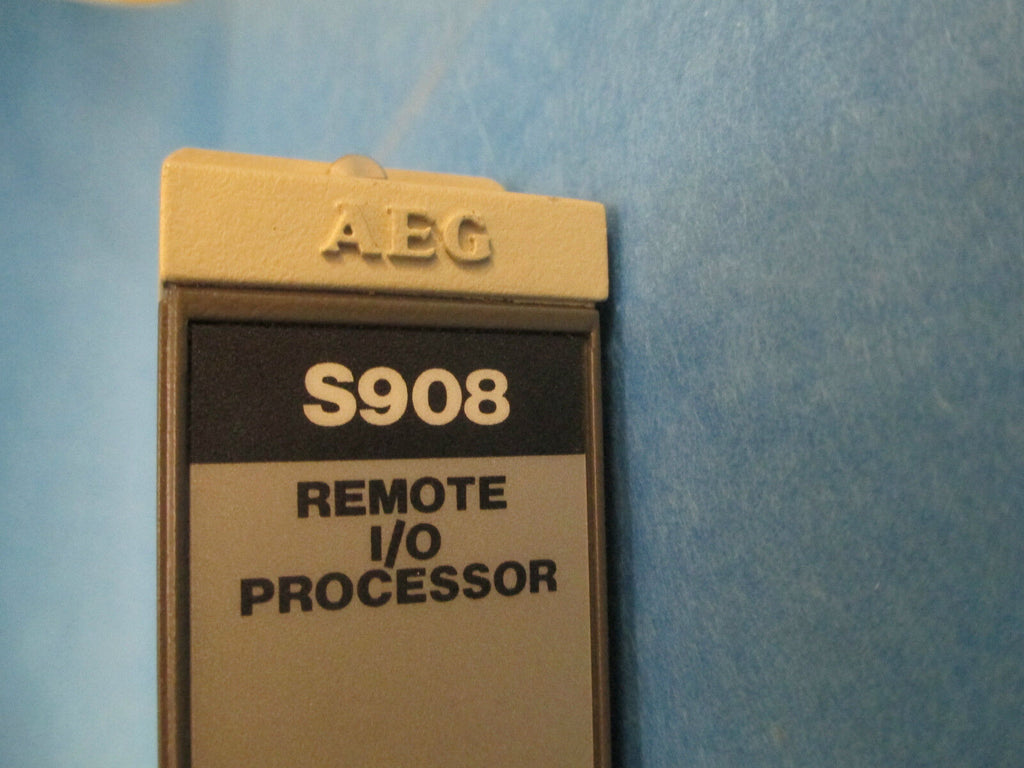 AEG
S908
REMOTE
I/O
PROCESSOR